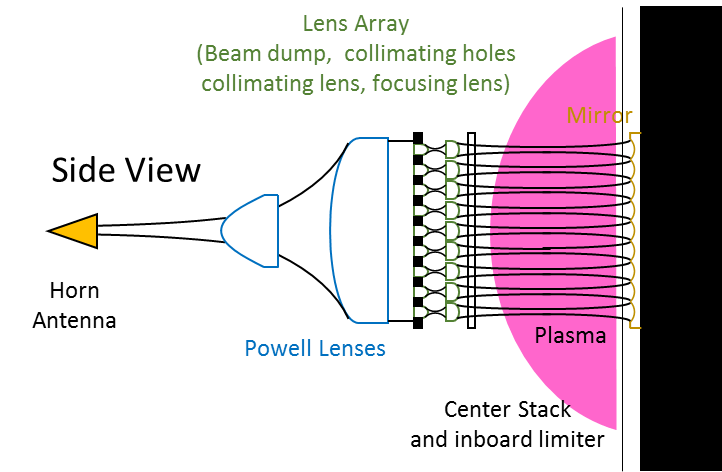 Lens Array
(Beam dump, collimating holes
collimating lens, focusing lens)
Mirror
Side View
Horn
Antenna
Powell Lenses
Plasma
Center Stack
and inboard limiter